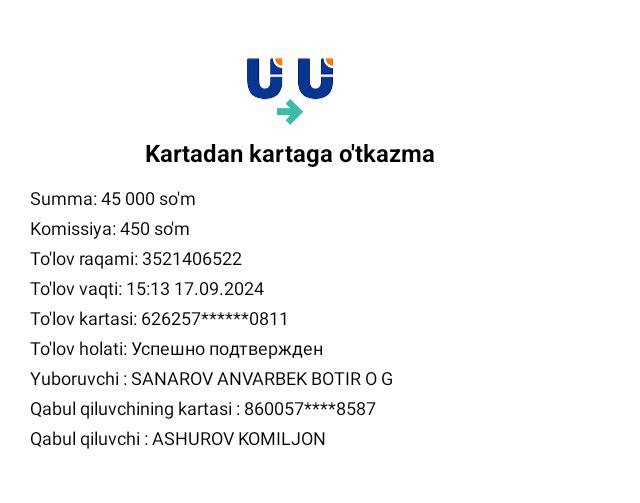 Kartadan kartaga o'tkazma
Summa: 45 000 so'm
Komissiya: 450 so'm
To'lov raqami: 3521406522
To'lov vaqti: 15:13 17.09.2024
To'lov kartasi: 626257******0811
To'lov holati: Успешно подтвержден
Yuboruvchi : SANAROV ANVARBEK BOTIR O G
Qabul qiluvchining kartasi : 860057****8587
Qabul qiluvchi : ASHUROV KOMILJON